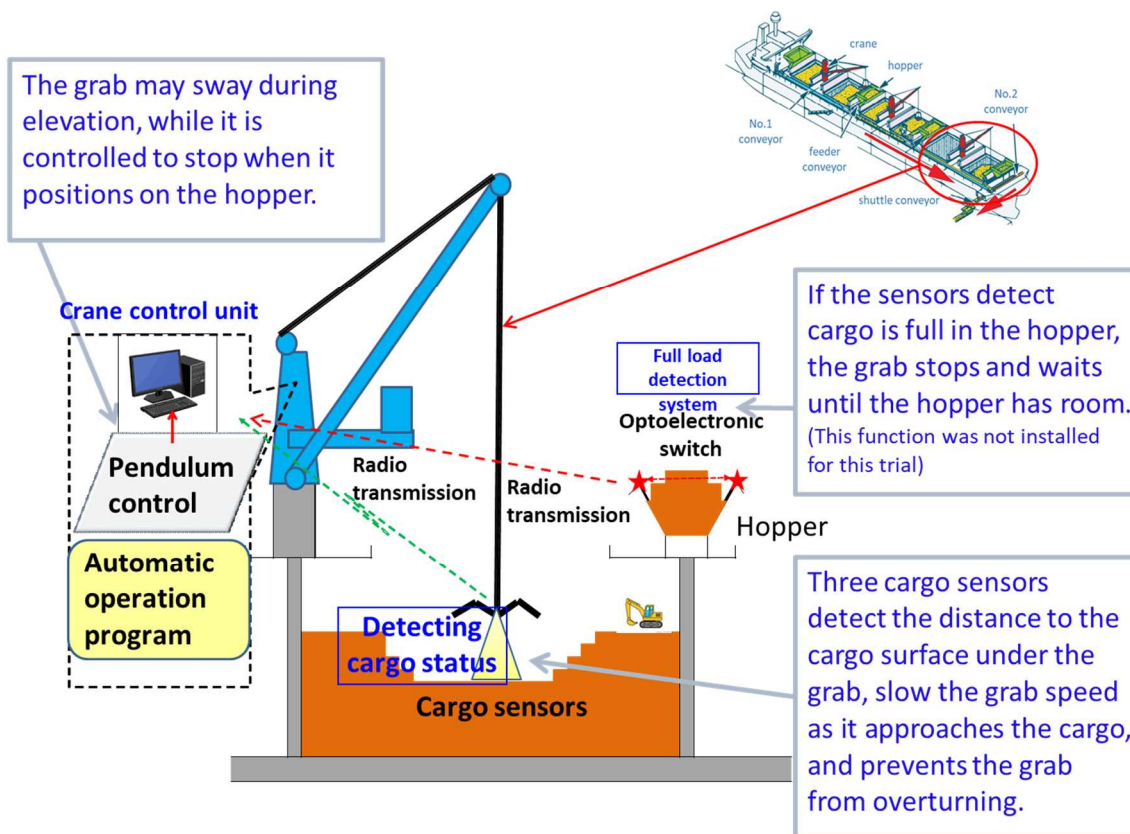 The grab may sway during
elevation, while it is
controlled to stop when it
positions on the hopper.
crane
hopper
No.2
conveyor
No.1
conveyor
feeder
conveyor
shuttle conveyor
Crane control unit
Pendulum
control
Automatic
operation
program
Radio
transmission
Radio
transmission
Full load
detection
system
Optoelectronic
switch
Hopper
If the sensors detect
cargo is full in the hopper,
the grab stops and waits
until the hopper has room.
(This function was not installed
for this trial)
Detecting
cargo status
Cargo sensors
Three cargo sensors
detect the distance to the
cargo surface under the
grab, slow the grab speed
as it approaches the cargo,
and prevents the grab
from overturning.